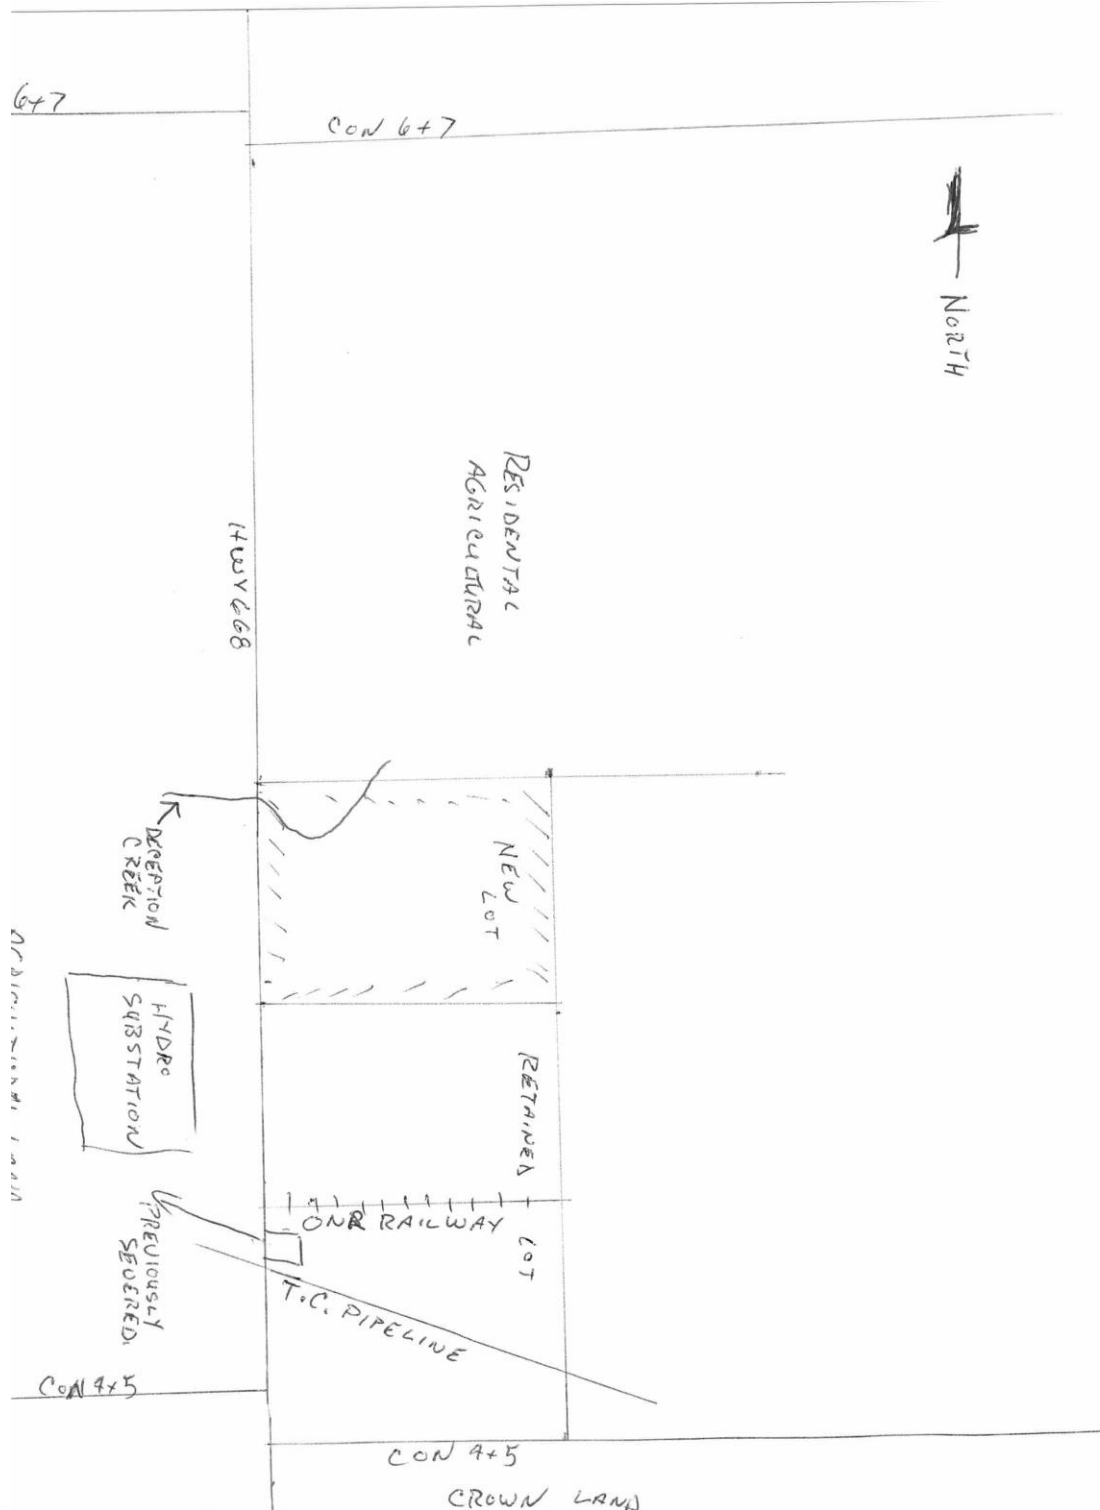 6+7
CON 6+7
NORTH
RESIDENTAL
AGRICULTURAL
HWY 668
DECEPTION
CREEK
NEW
LOT
HYDRO
SUBSTATION
RETAINED LOT
ONR RAILWAY
PREVIOUSLY
SEVERED.
T.C. PIPELINE
CON 4+5
CON 4+5
CROWN LAND